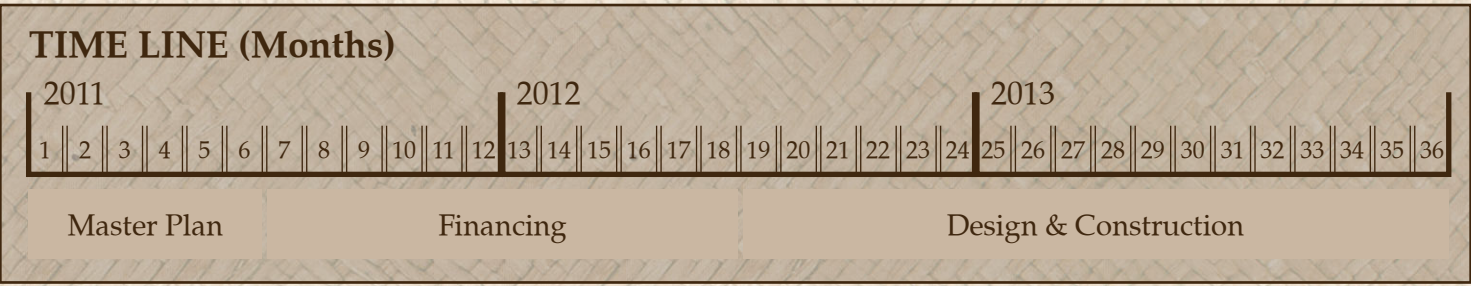 TIME LINE (Months)
2011 2012 2013
1 2 3 4 5 6 7 8 9 10 11 12 13 14 15 16 17 18 19 20 21 22 23 24 25 26 27 28 29 30 31 32 33 34 35 36
Master Plan Financing Design & Construction